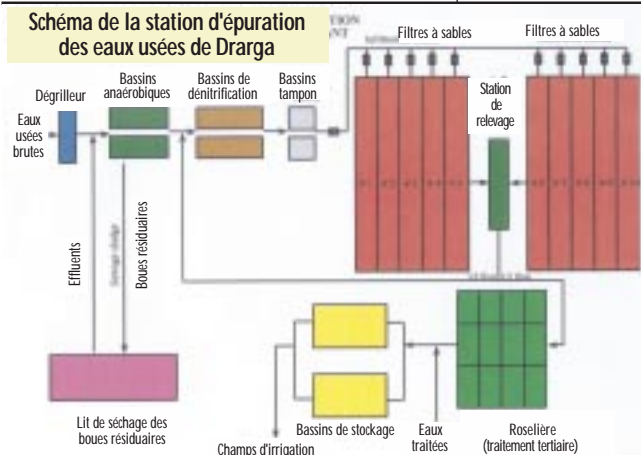 Schéma de la station d'épuration
des eaux usées de Drarga
Filtres à sables
Filtres à sables
Dégrilleur
Bassins
anaérobiques
Bassins de
dénitrification
Bassins
tampon
Station
de
relevage
Eaux
usées
brutes
Effluents
Boues résiduaires
Lit de séchage des
boues résiduaires
Bassins de stockage
Champs d'irrigation
Eaux
traitées
Roselière
(traitement tertiaire)